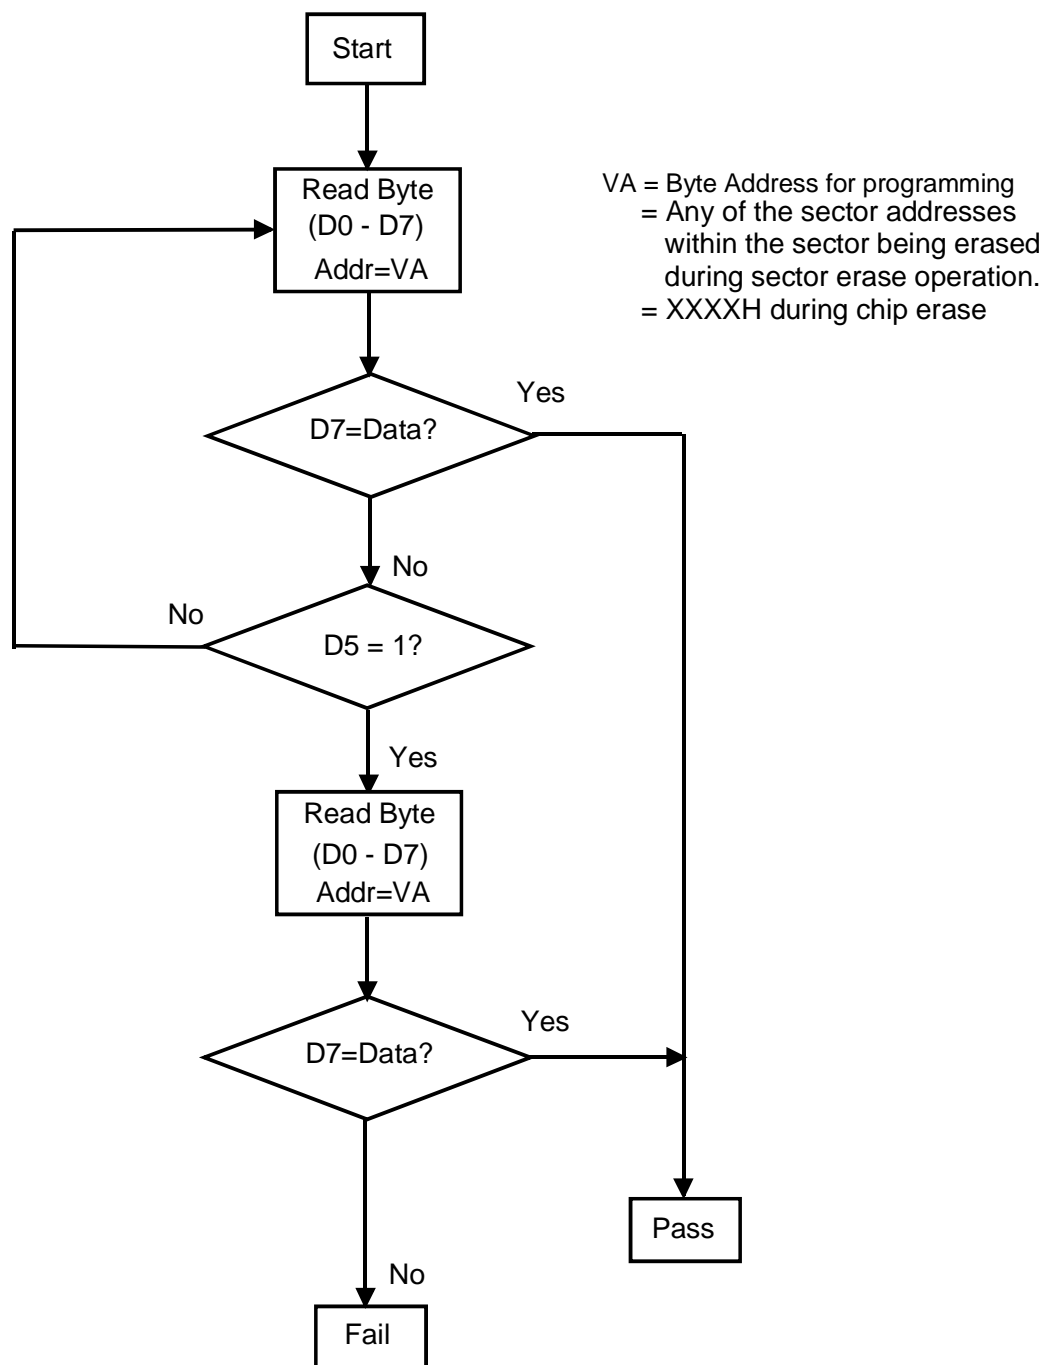 Start
Read Byte
(D0 - D7)
Addr=VA
VA = Byte Address for programming
= Any of the sector addresses
within the sector being erased
during sector erase operation.
= XXXXH during chip erase
Yes
D7=Data?
No
No
D5 = 1?
Yes
Read Byte
(D0 - D7)
Addr=VA
Yes
D7=Data?
Pass
No
Fail